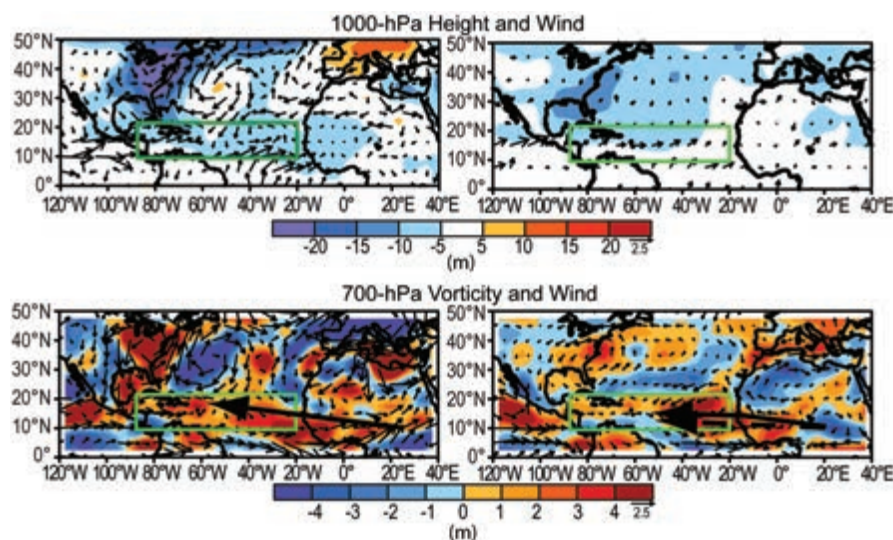 1000-hPa Height and Wind
50°N 50°N
40°N 40°N
30°N 30°N
20°N 20°N
10°N 10°N
0° 0°
120°W 100°W 80°W 60°W 40°W 20°W 0° 20°E 40°E 120°W 100°W 80°W 60°W 40°W 20°W 0° 20°E 40°E
-20 -15 -10 -5 5 10 15 20 2.5
(m)
700-hPa Vorticity and Wind
50°N 50°N
40°N 40°N
30°N 30°N
20°N 20°N
10°N 10°N
0° 0°
120°W 100°W 80°W 60°W 40°W 20°W 0° 20°E 40°E 120°W 100°W 80°W 60°W 40°W 20°W 0° 20°E 40°E
-4 -3 -2 -1 0 1 2 3 4 2.5
(m)